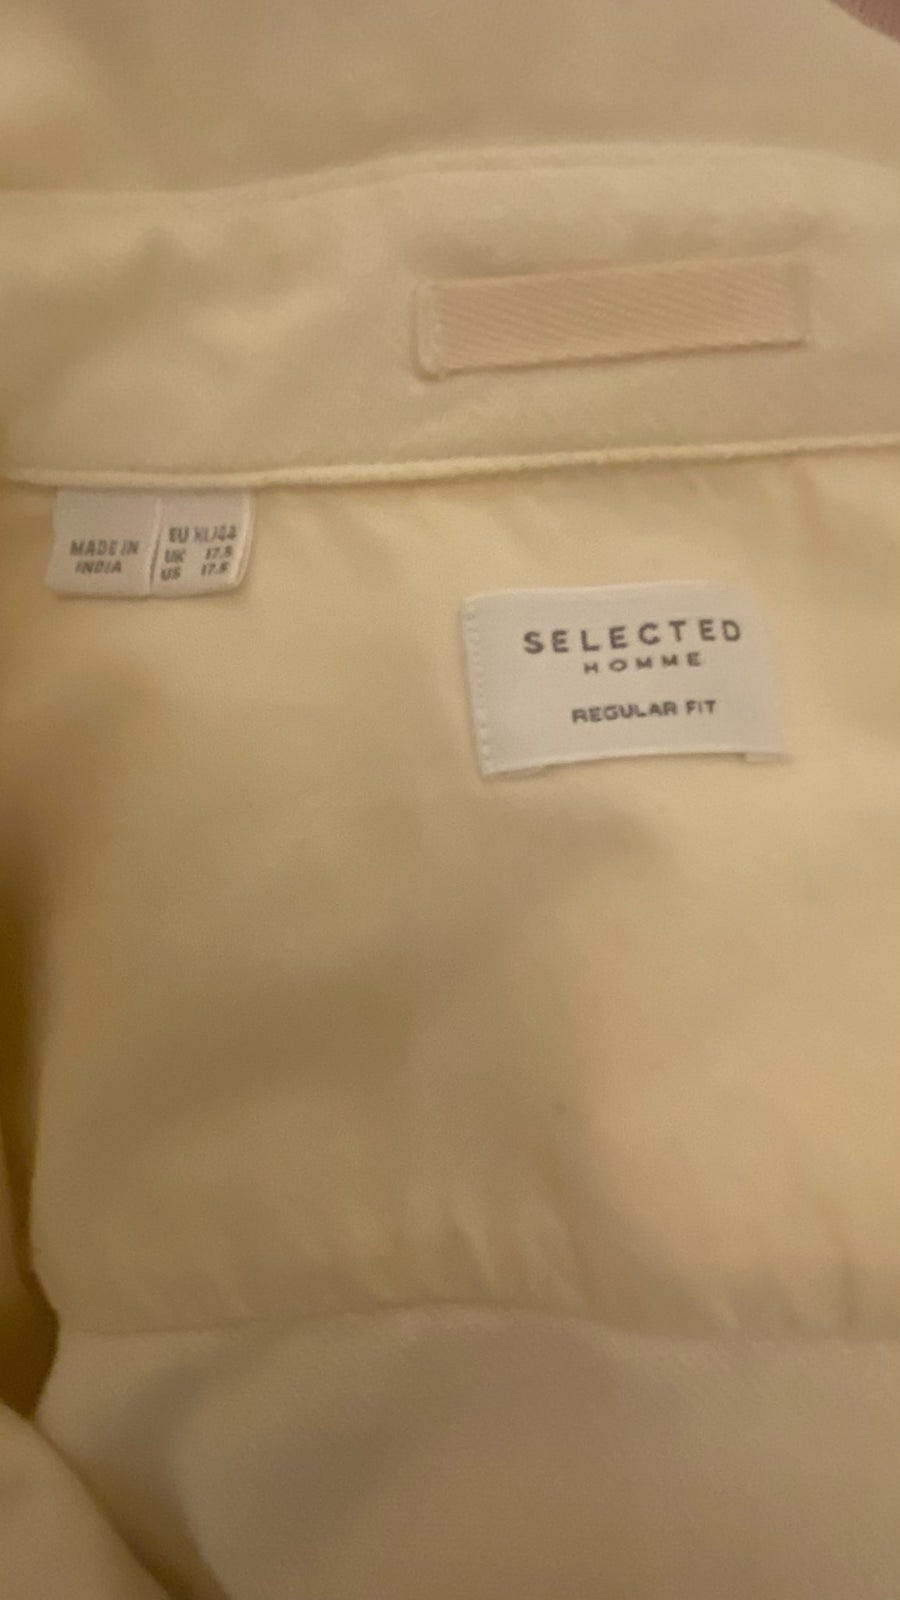 MADE IN
INDIA
EU XL/44
UK 17.5
US 17.5
SELECTED
HOMME
REGULAR FIT